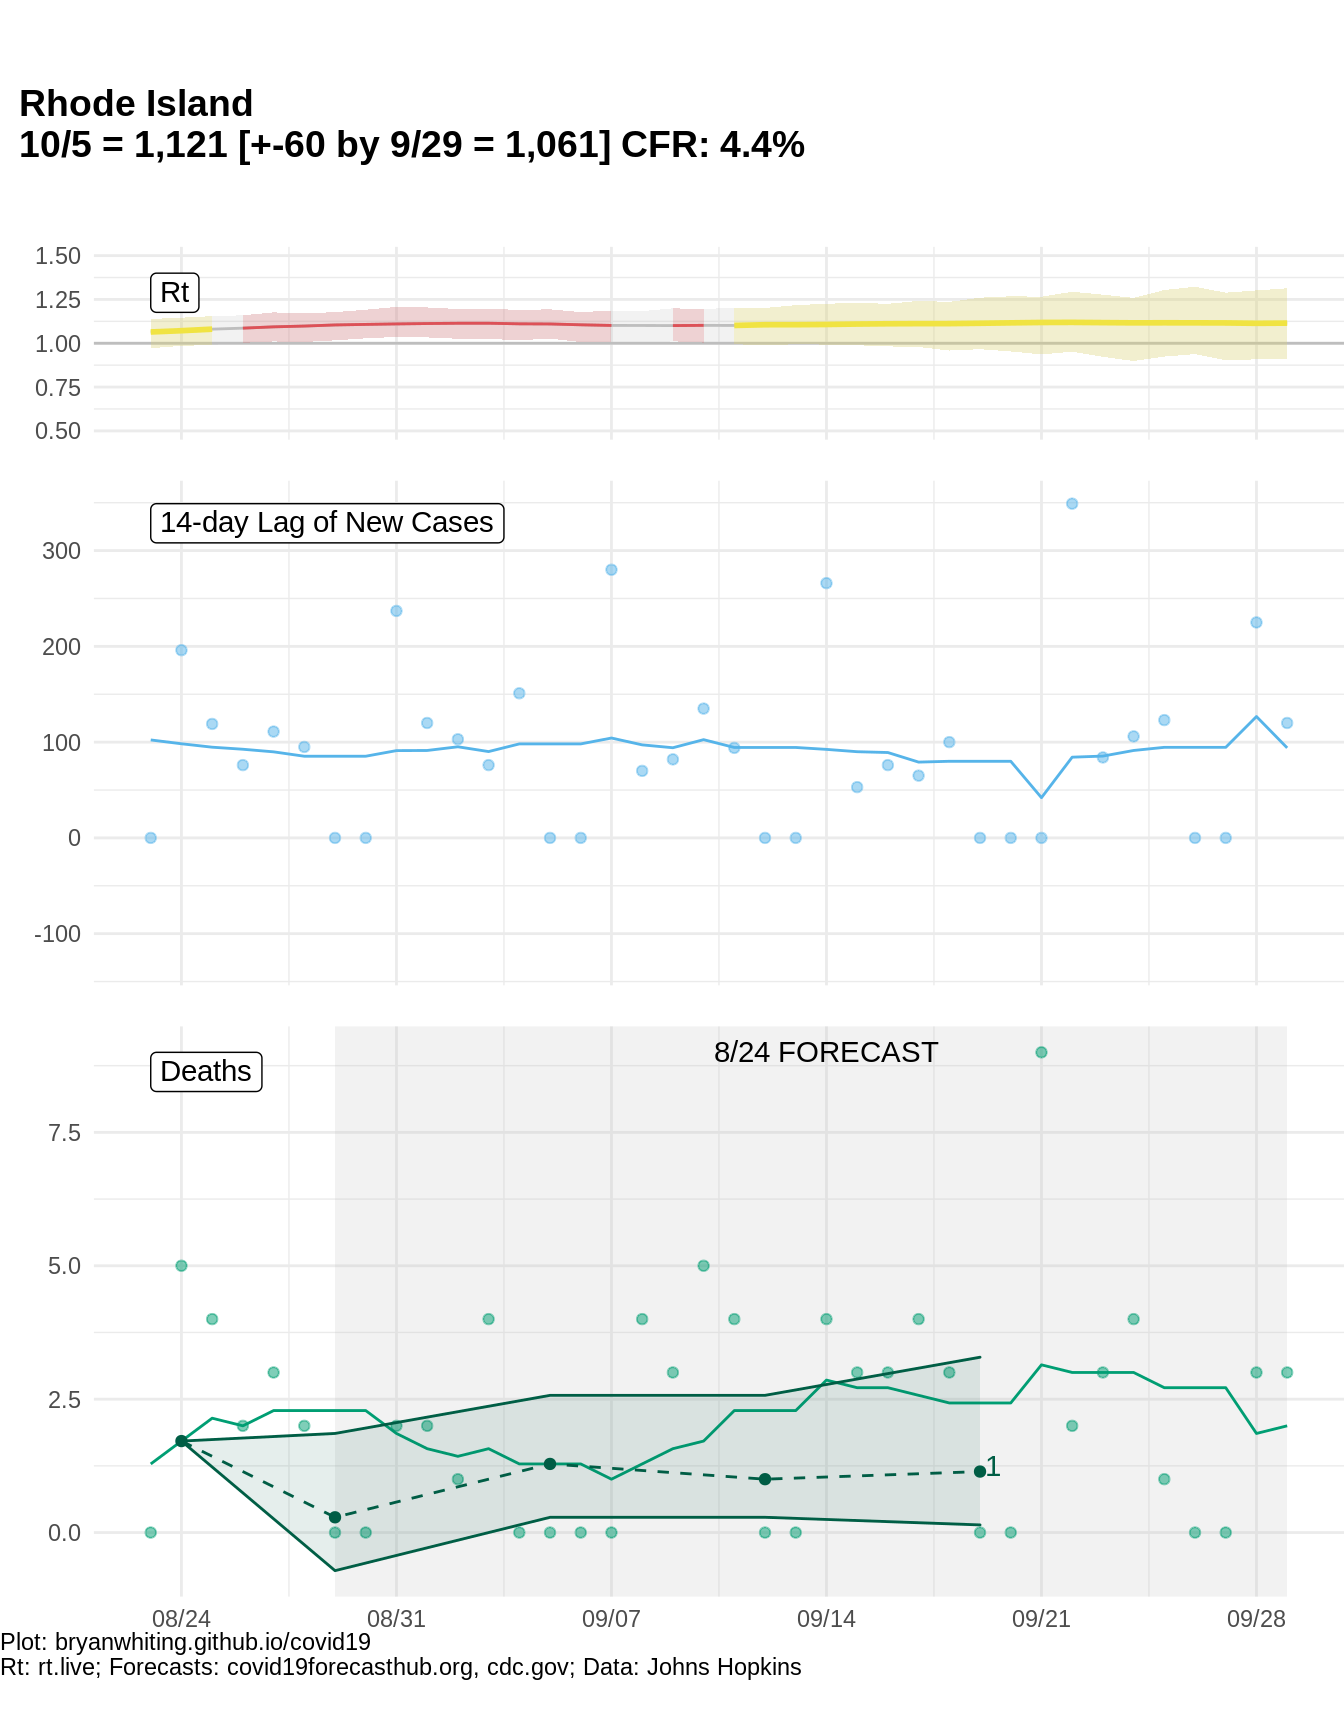 Rhode Island
10/5 = 1,121 [+-60 by 9/29 = 1,061] CFR: 4.4%
1.50
Rt
1.25
1.00
0.75
0.50
14-day Lag of New Cases
300
200
100
0
-100
8/24 FORECAST
Deaths
7.5
5.0
2.5
1
0.0
08/24 08/31 09/07 09/14 09/21 09/28
Plot: bryanwhiting.github.io/covid19
Rt: rt.live; Forecasts: covid19forecasthub.org, cdc.gov; Data: Johns Hopkins